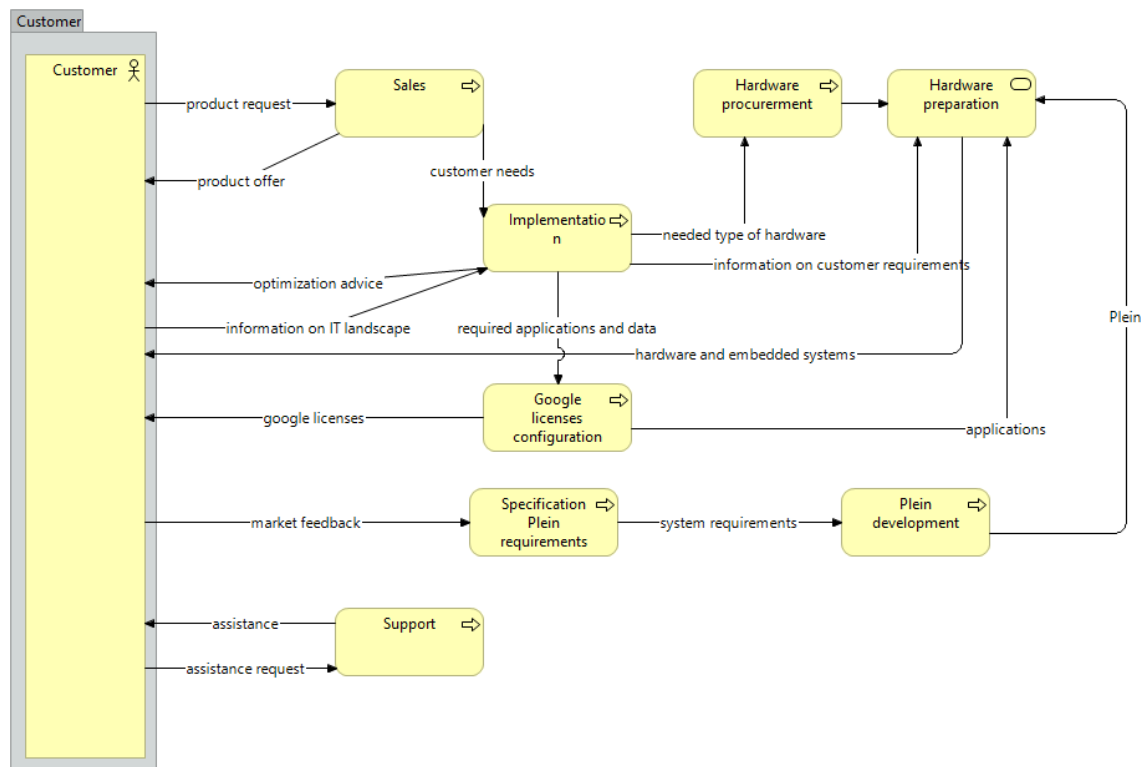 Customer
Customer
Sales
Hardware
procurement
Hardware
preparation
product request
product offer
customer needs
Implementatio
n
needed type of hardware
information on customer requirements
optimization advice
Plein
information on IT landscape
required applications and data
hardware and embedded systems
Google
licenses
configuration
google licenses
applications
Specification
Plein
requirements
Plein
development
market feedback
system requirements
assistance
Support
assistance request